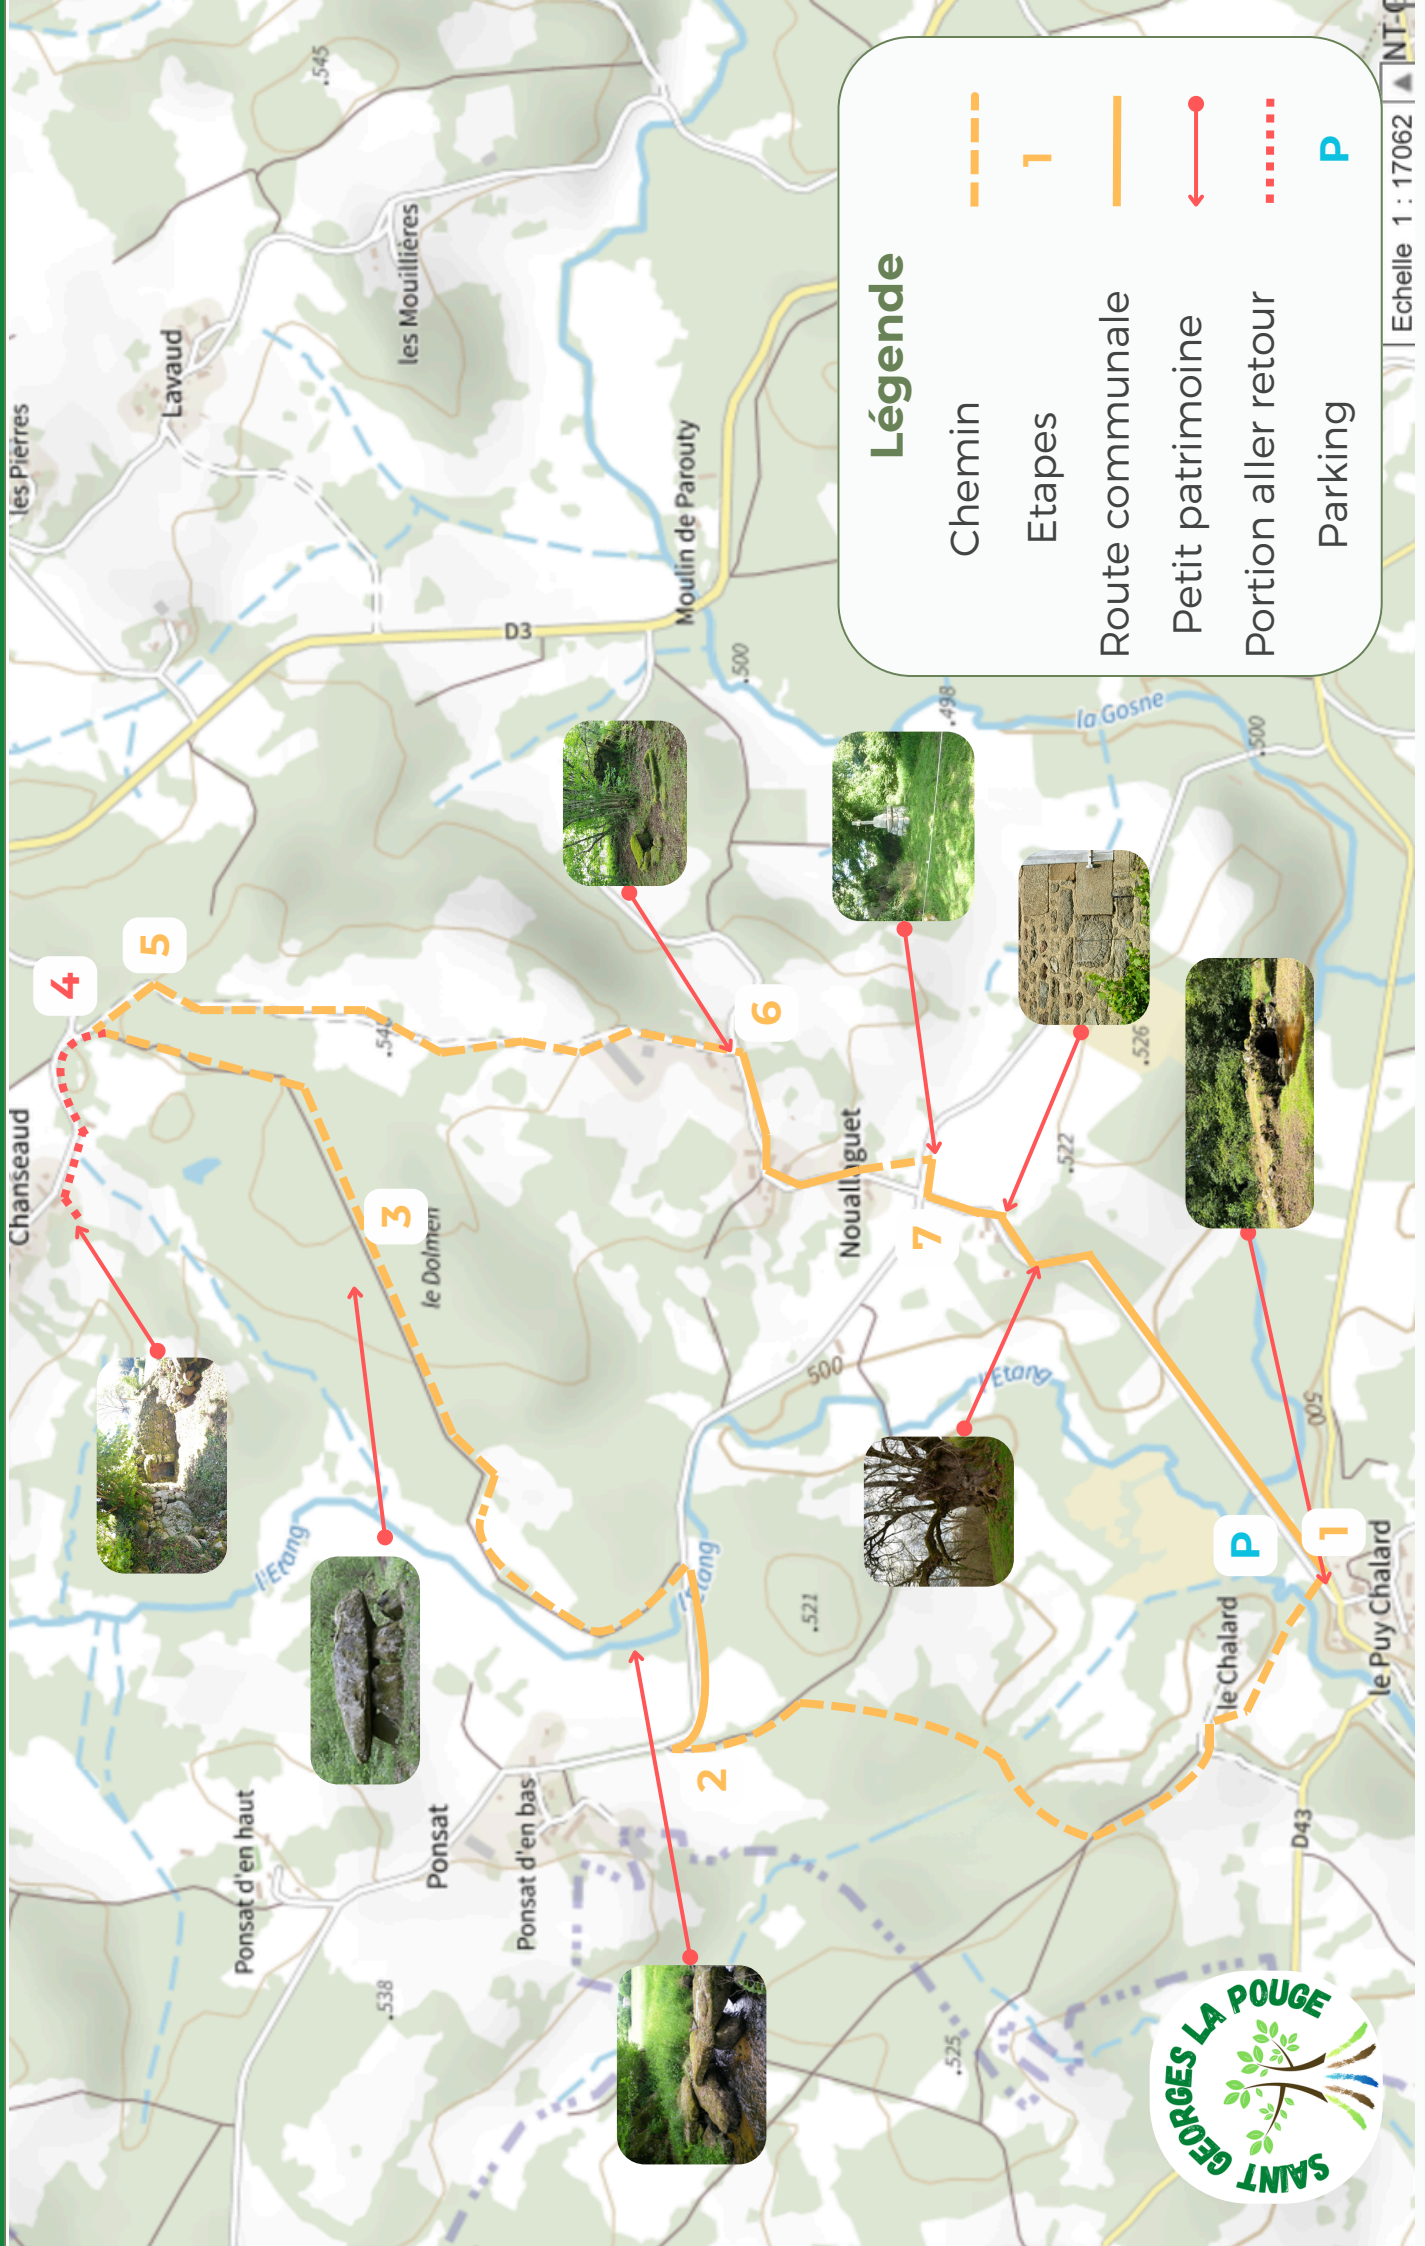 les Pierres
.545
Lavaud
les Mouillières
Moulin de Parouty
D3
.500
.498
la Gosne
.500
Chanseaud
4
5
.54
3
le Dolmen
6
Nouallaguet
7
.526
.522
500
l'Etang
l'Etang
l'Etang
500
.521
2
Ponsat d'en haut
Ponsat
Ponsat d'en bas
.538
.525
P
1
le Chalard
le Puy Chalard
D43
Légende
Chemin
Etapes
1
Route communale
Petit patrimoine
Portion aller retour
Parking
P
Echelle 1 : 17062
SAINT GEORGES LA POUGE